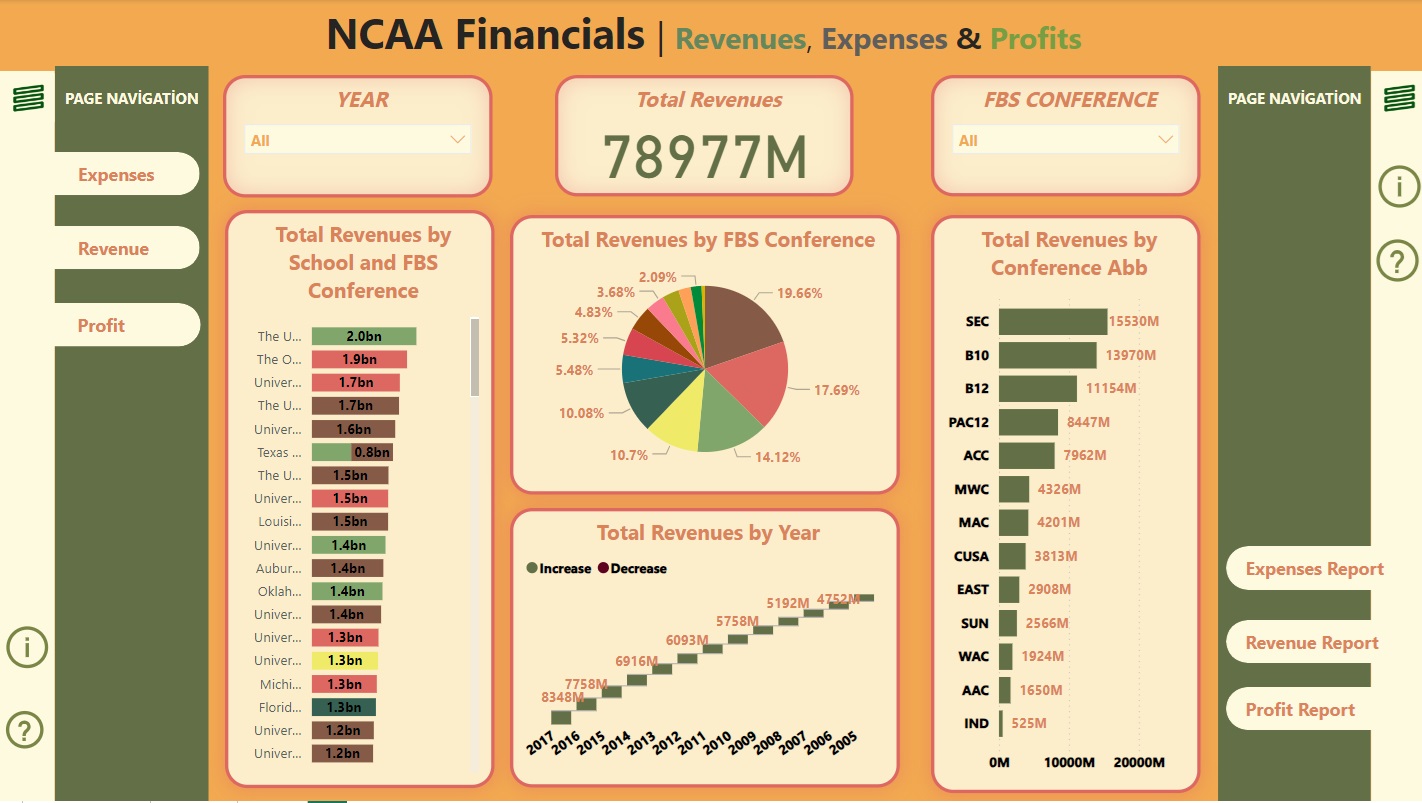 NCAA Financials | Revenues, Expenses & Profits
PAGE NAVİGATİON
Expenses
Revenue
Profit
YEAR
All
Total Revenues
78977M
FBS CONFERENCE
All
PAGE NAVİGATİON
Total Revenues by
School and FBS
Conference
The U... 2.0bn
The O... 1.9bn
Univer... 1.7bn
The U... 1.7bn
Univer... 1.6bn
Texas ... 0.8bn
The U... 1.5bn
Univer... 1.5bn
Louisi... 1.5bn
Univer... 1.4bn
Aubur... 1.4bn
Oklah... 1.4bn
Univer... 1.4bn
Univer... 1.3bn
Univer... 1.3bn
Michi... 1.3bn
Florid... 1.3bn
Univer... 1.2bn
Univer... 1.2bn
Total Revenues by FBS Conference
2.09%
3.68%
4.83%
5.32%
5.48%
10.08%
10.7%
14.12%
17.69%
19.66%
Total Revenues by Year
Increase Decrease
8348M
7758M
6916M
6093M
5758M
5192M
4752M
2017 2016 2015 2014 2013 2012 2011 2010 2009 2008 2007 2006 2005
Total Revenues by
Conference Abb
SEC 15530M
B10 13970M
B12 11154M
PAC12 8447M
ACC 7962M
MWC 4326M
MAC 4201M
CUSA 3813M
EAST 2908M
SUN 2566M
WAC 1924M
AAC 1650M
IND 525M
0M 10000M 20000M
Expenses Report
Revenue Report
Profit Report
i
?
i
?